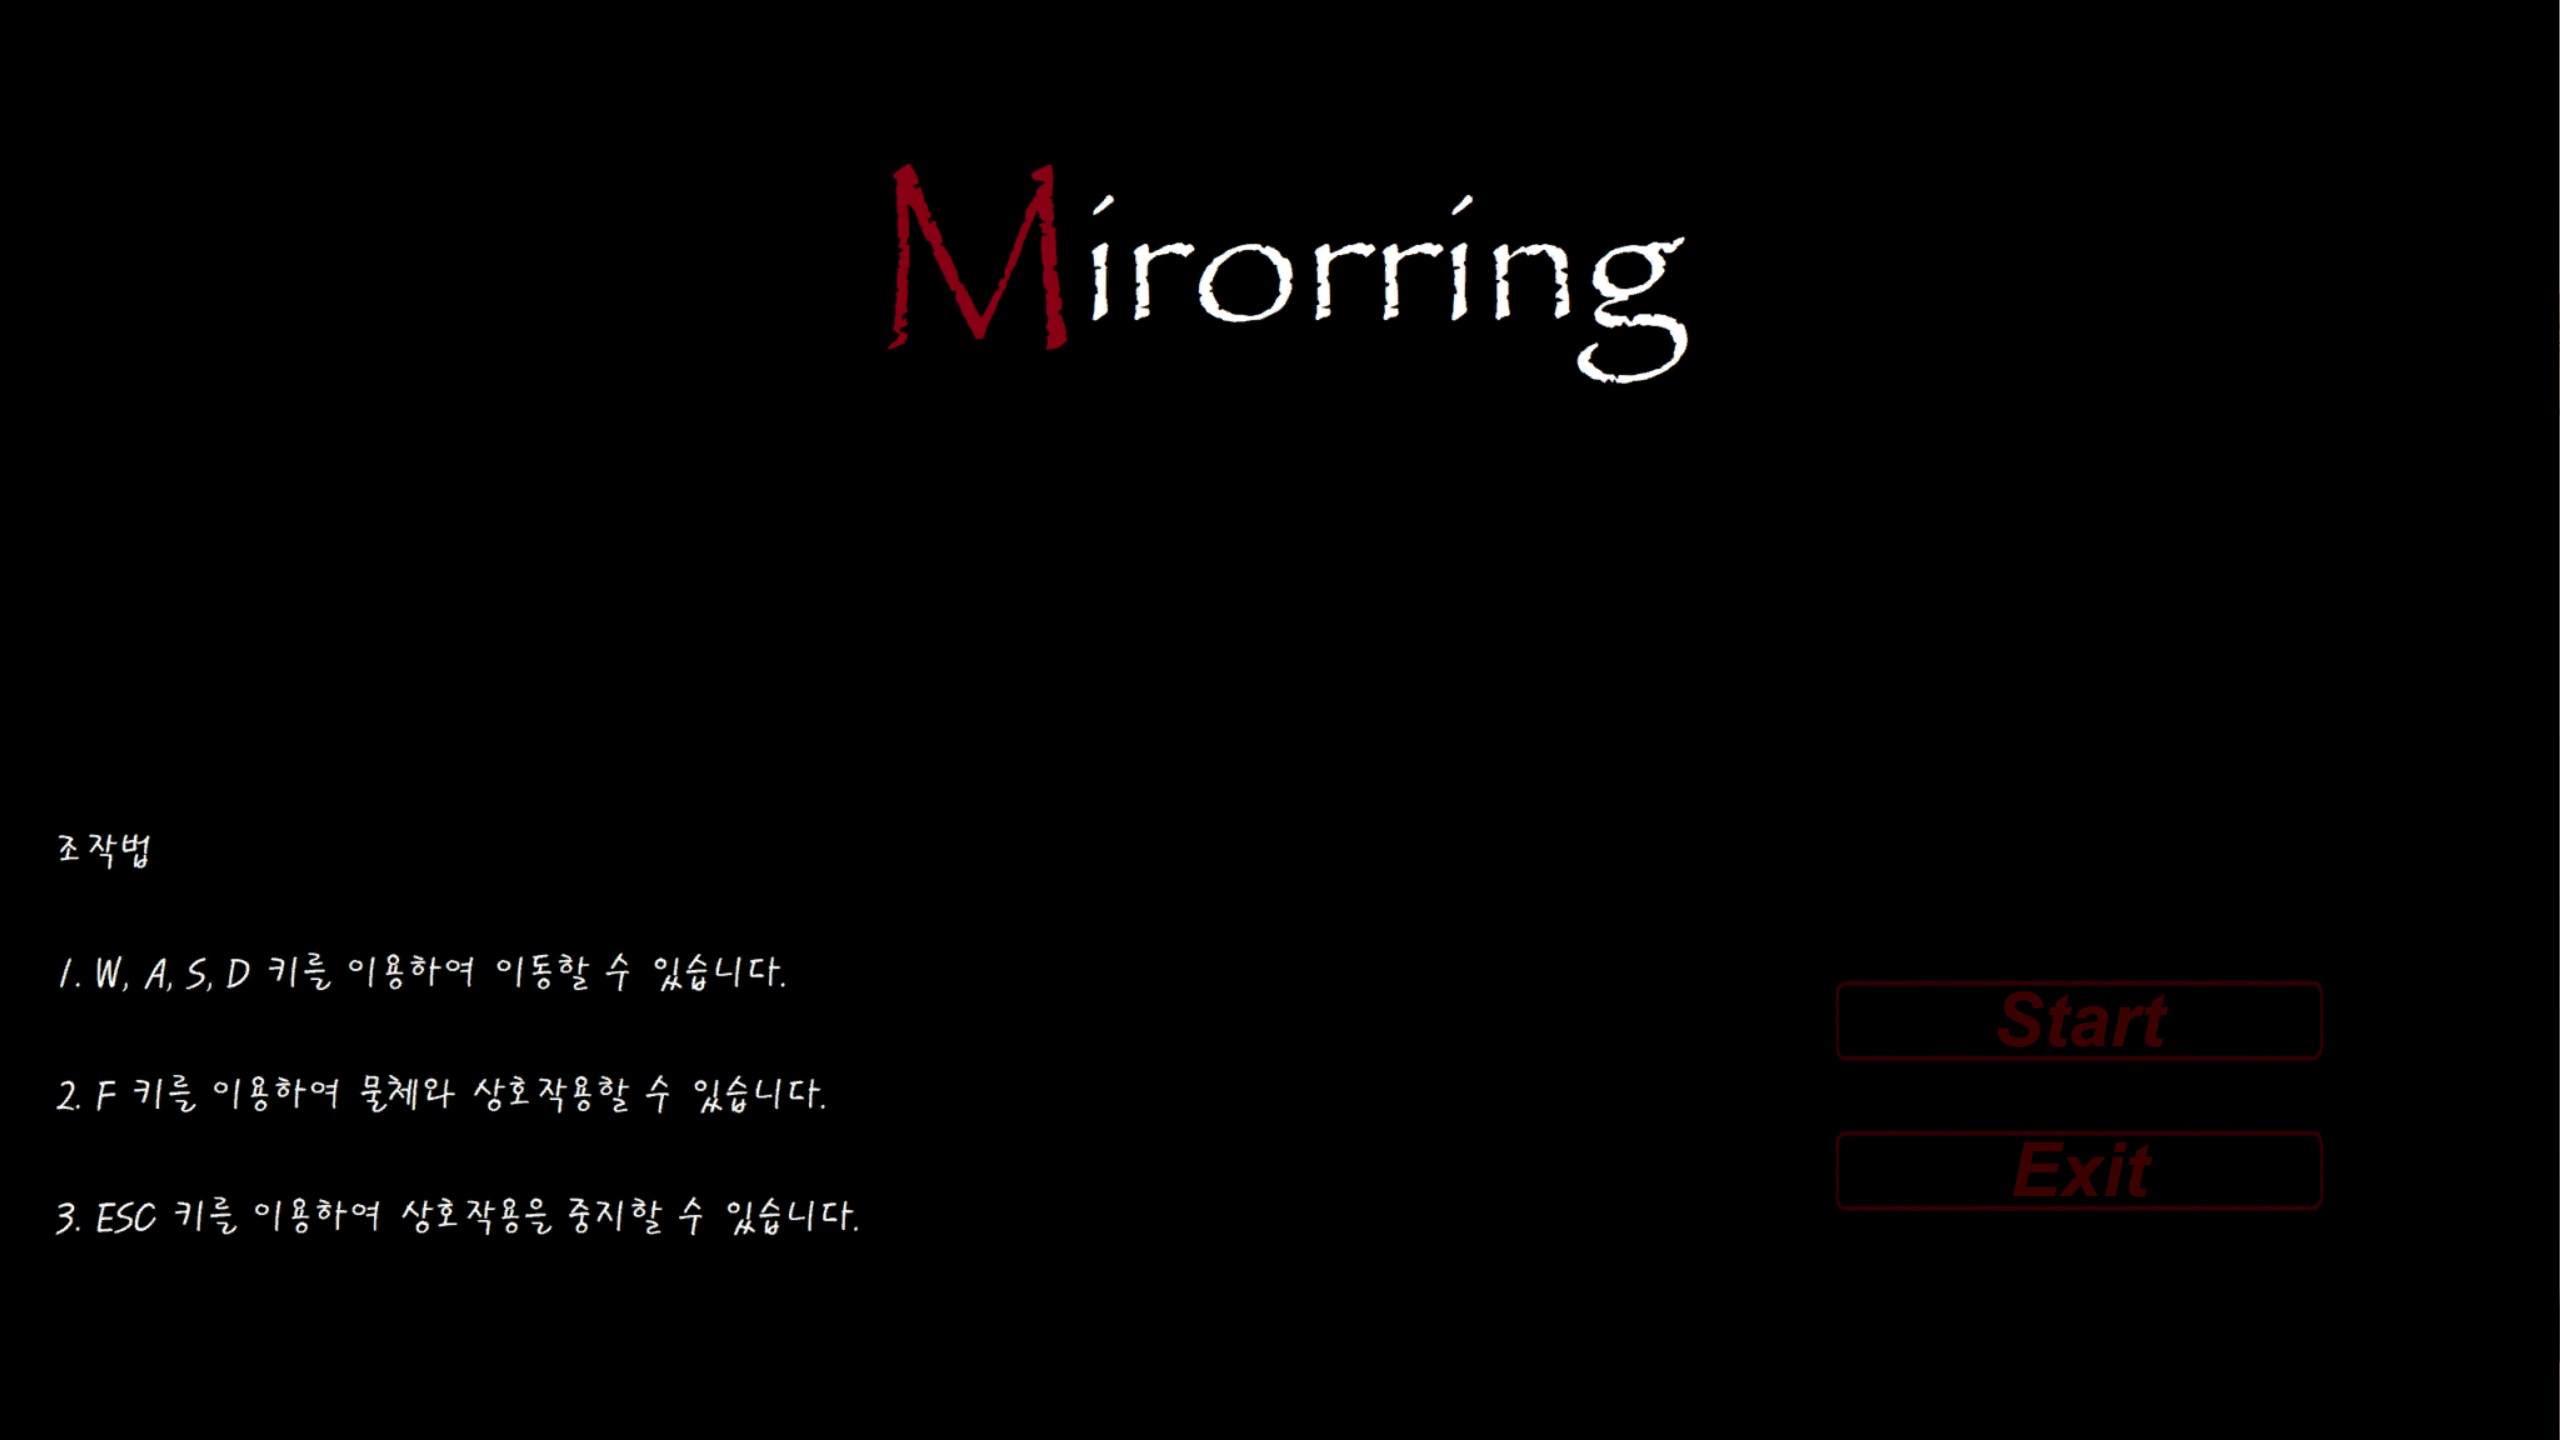 Mirorring
조작법
1. W, A, S, D 키를 이용하여 이동할 수 있습니다.
2. F 키를 이용하여 물체와 상호작용할 수 있습니다.
3. ESC 키를 이용하여 상호작용을 중지할 수 있습니다.
Start
Exit